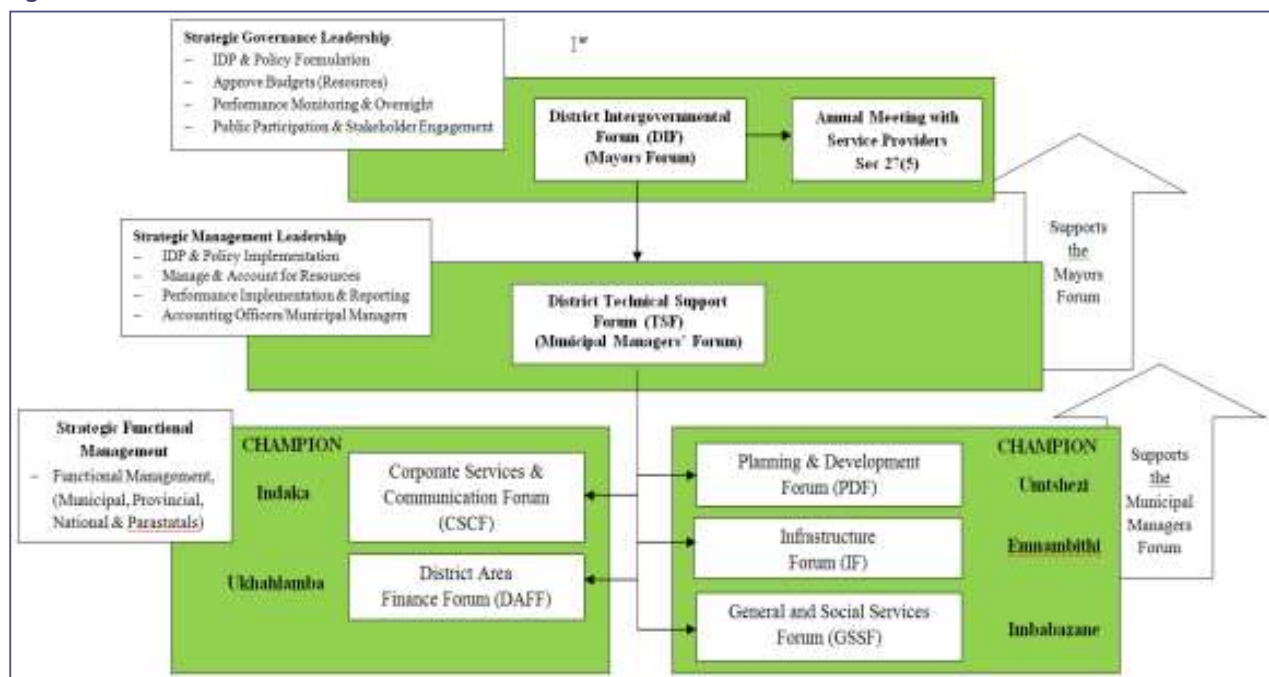 Strategic Governance Leadership
– IDP & Policy Formulation
– Approve Budgets (Resources)
– Performance Monitoring & Oversight
– Public Participation & Stakeholder Engagement
District Intergovernmental
Forum (DIF)
(Mayors Forum)
Annual Meeting with
Service Providers
Sec 27(5)
Supports
the
Mayors
Forum
Strategic Management Leadership
– IDP & Policy Implementation
– Manage & Account for Resources
– Performance Implementation & Reporting
– Accounting Officers/Municipal Managers
District Technical Support
Forum (TSF)
(Municipal Managers' Forum)
Strategic Functional
Management
– Functional Management,
(Municipal, Provincial,
National & Parastatals)
CHAMPION
Indaka
Corporate Services &
Communication Forum
(CSCF)
Ukhahlamba
District Area
Finance Forum (DAFF)
CHAMPION
Planning & Development
Forum (PDF)
Umtshezi
Infrastructure
Forum (IF)
Emnambithi
General and Social Services
Forum (GSSF)
Imbabazane
Supports
the
Municipal
Managers
Forum